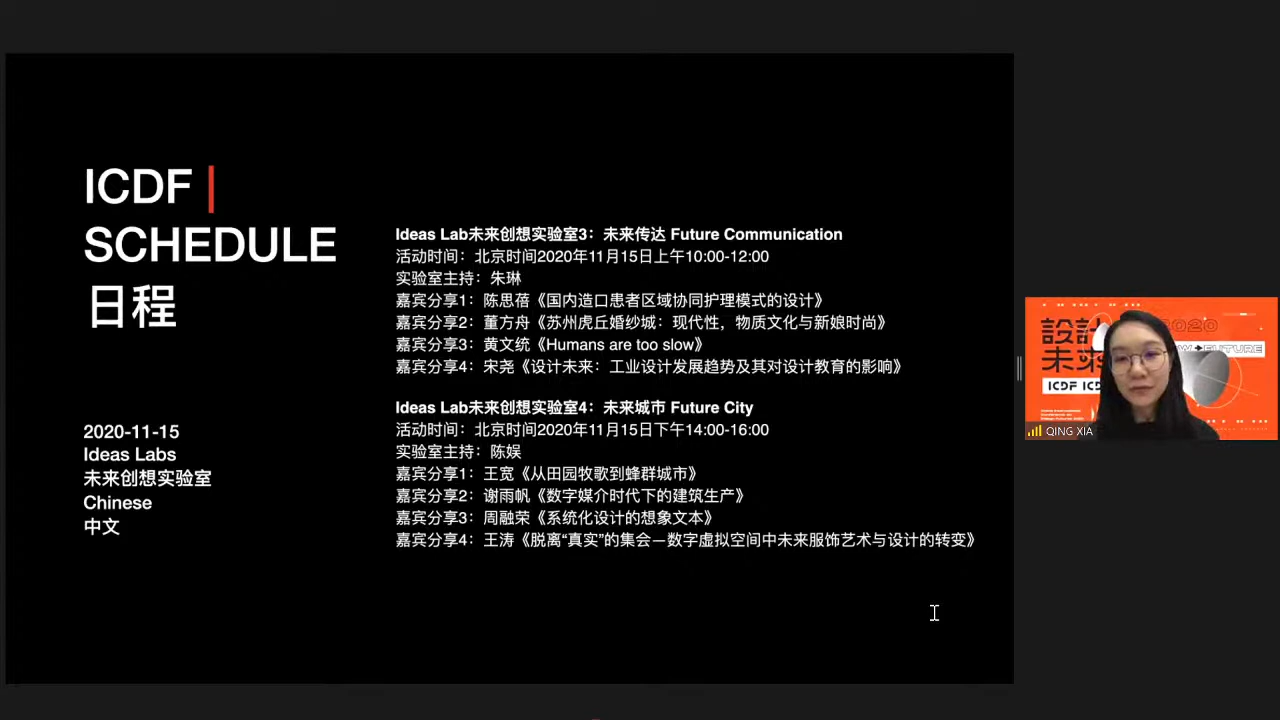 ICDF |
SCHEDULE
日程
2020-11-15
Ideas Labs
未来创想实验室
Chinese
中文
Ideas Lab未来创想实验室3：未来传达 Future Communication
活动时间：北京时间2020年11月15日上午10:00-12:00
实验室主持：朱琳
嘉宾分享1：陈思蓓《国内造口患者区域协同护理模式的设计》
嘉宾分享2：董方舟《苏州虎丘婚纱城：现代性，物质文化与新娘时尚》
嘉宾分享3：黄文统《Humans are too slow》
嘉宾分享4：宋尧《设计未来：工业设计发展趋势及其对设计教育的影响》
Ideas Lab未来创想实验室4：未来城市 Future City
活动时间：北京时间2020年11月15日下午14:00-16:00
实验室主持：陈娱
嘉宾分享1：王宽《从田园牧歌到蜂群城市》
嘉宾分享2：谢雨帆《数字媒介时代下的建筑生产》
嘉宾分享3：周融荣《系统化设计的想象文本》
嘉宾分享4：王涛《脱离“真实”的集会—数字虚拟空间中未来服饰艺术与设计的转变》
設計
2020
未来
FUTURE
ICDF
QING XIA